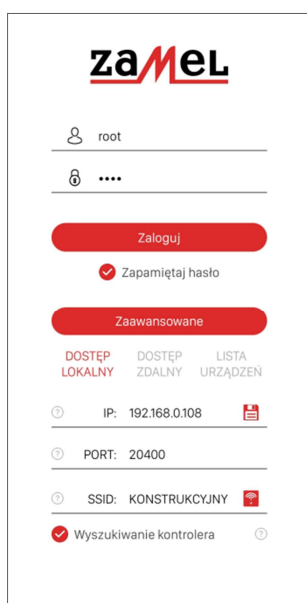 zaMeL
root
••••
Zaloguj
Zapamiętaj hasło
Zaawansowane
DOSTĘP LOKALNY
DOSTĘP ZDALNY
LISTA URZĄDZEŃ
? IP: 192.168.0.108
? PORT: 20400
? SSID: KONSTRUKCYJNY
Wyszukiwanie kontrolera ?